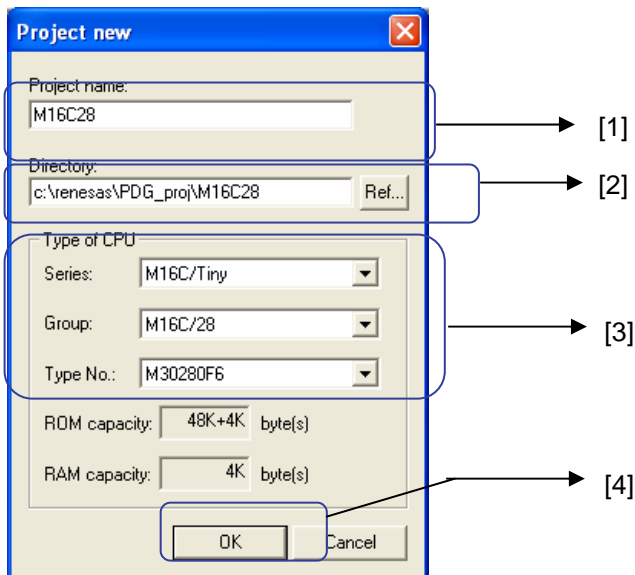 Project new
Project name:
M16C28
[1]
Directory:
c:\renesas\PDG_proj\M16C28
Ref...
[2]
Type of CPU
Series: M16C/Tiny
Group: M16C/28
[3]
Type No.: M30280F6
ROM capacity: 48K+4K byte(s)
RAM capacity: 4K byte(s)
[4]
OK Cancel